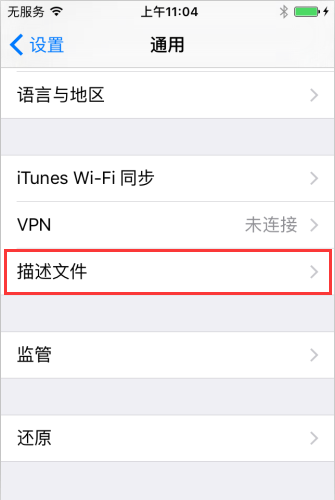 无服务 上午11:04
设置 通用
语言与地区
iTunes Wi-Fi 同步
VPN 未连接
描述文件
监管
还原